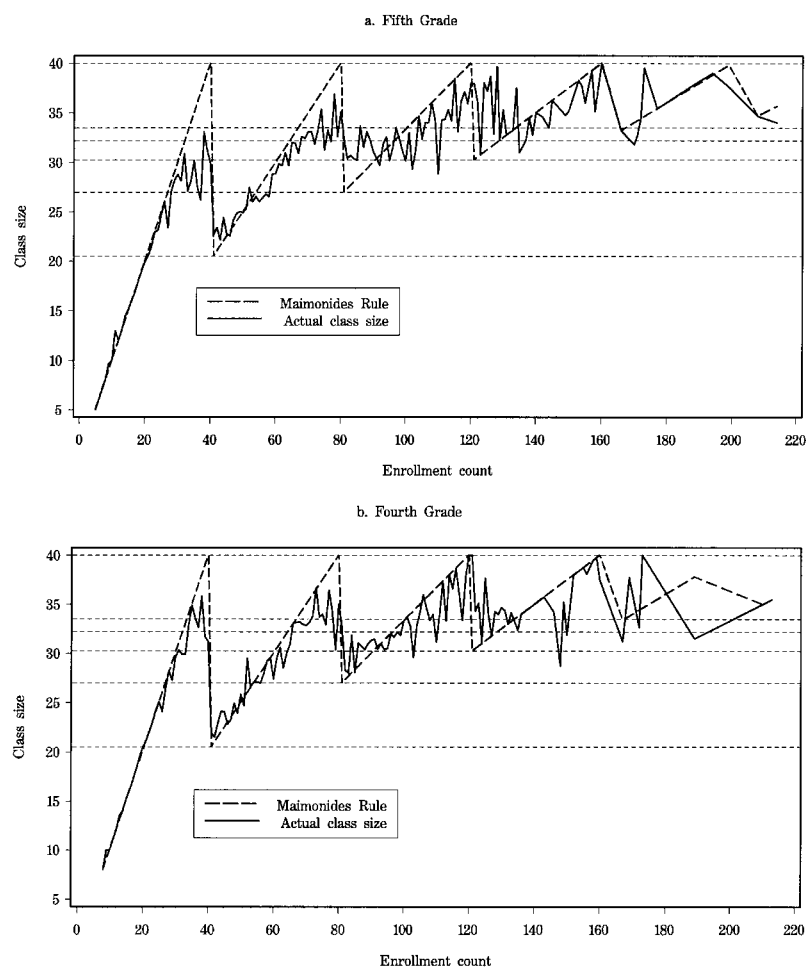 a. Fifth Grade
40
35
30
25
20
15
10
5
Class size
Maimonides Rule
Actual class size
0 20 40 60 80 100 120 140 160 180 200 220
Enrollment count
b. Fourth Grade
40
35
30
25
20
15
10
5
Class size
Maimonides Rule
Actual class size
0 20 40 60 80 100 120 140 160 180 200 220
Enrollment count